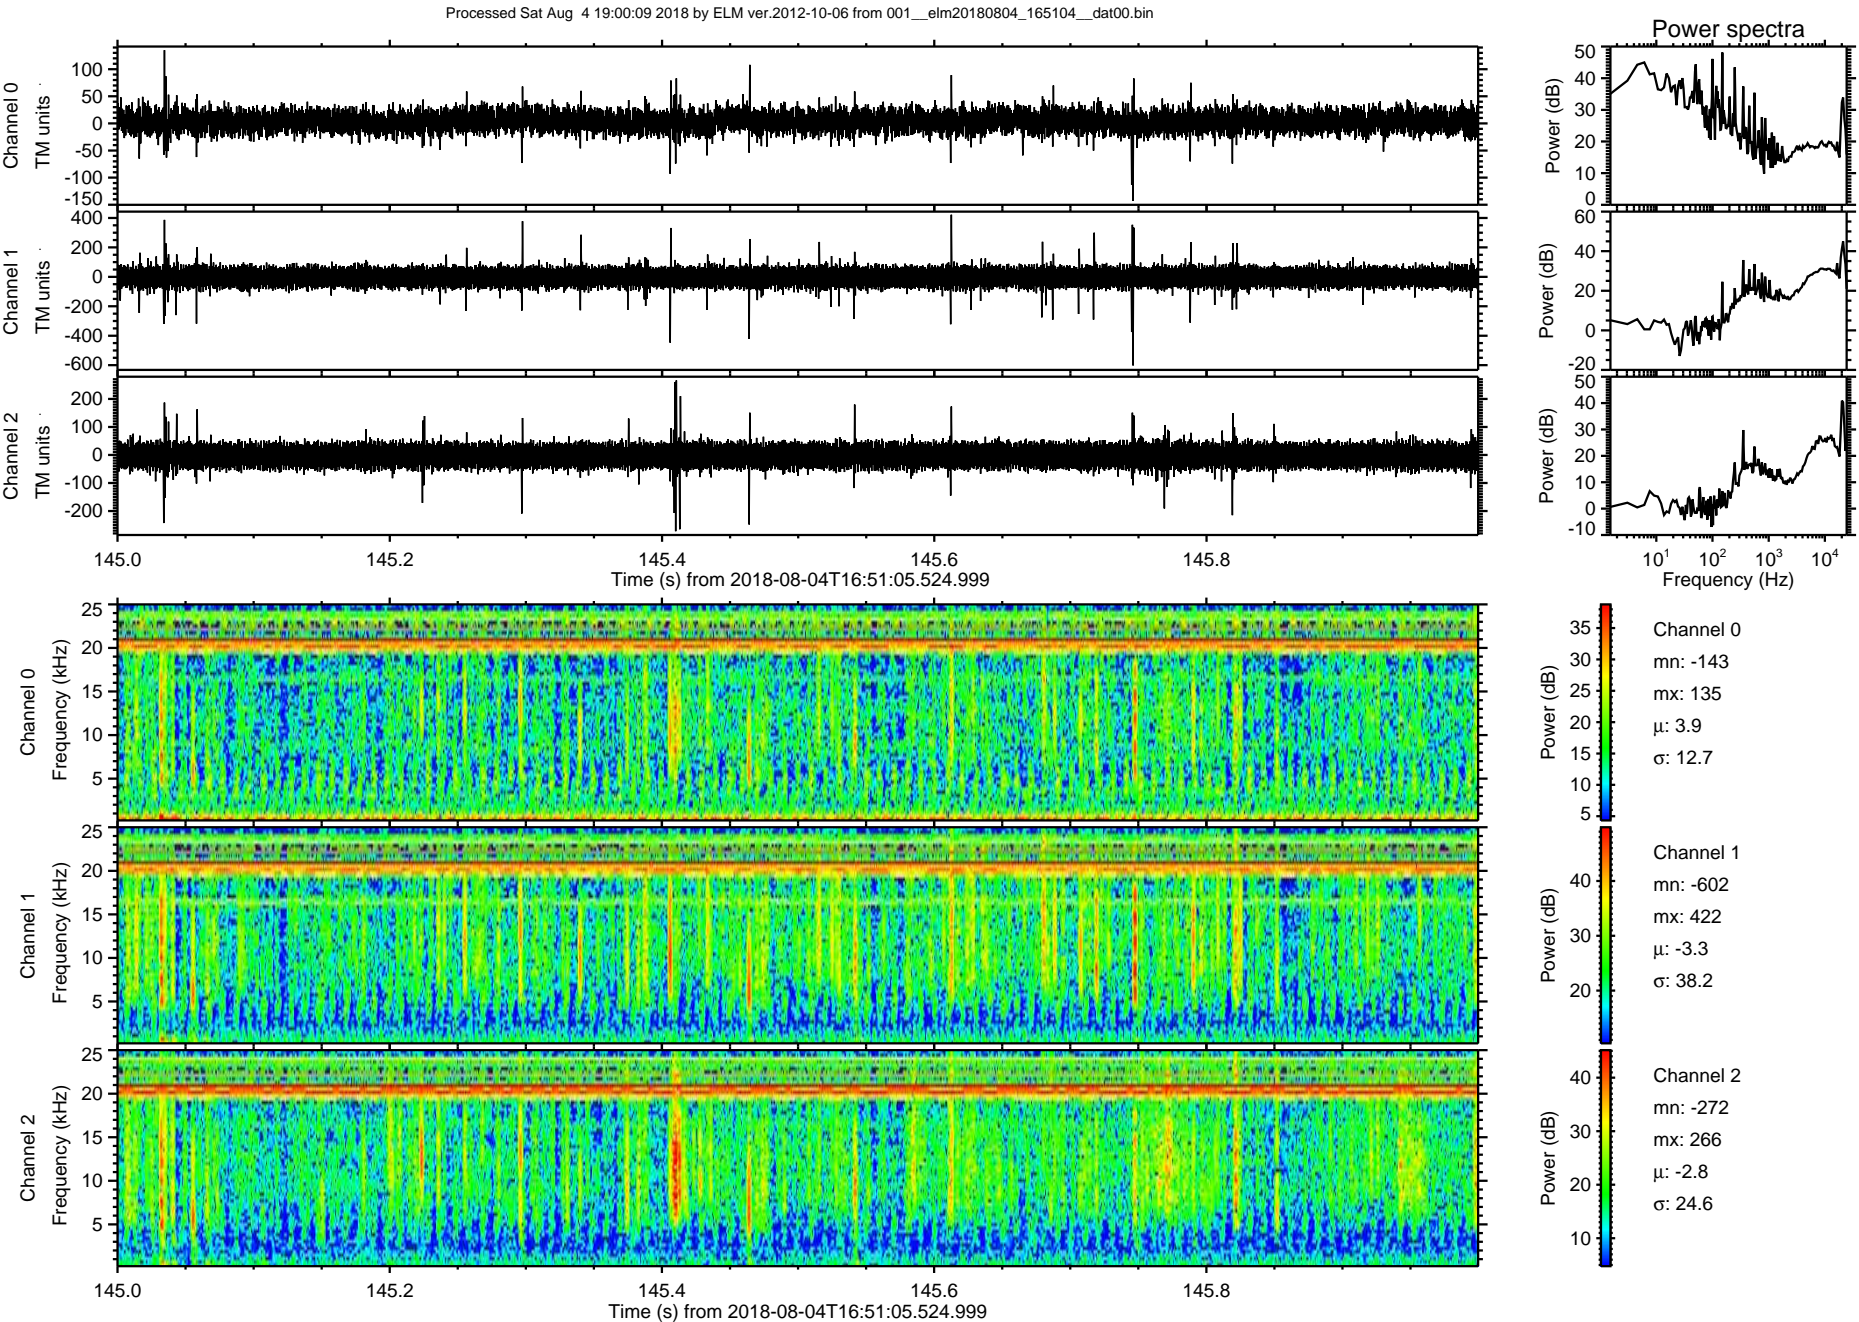 Processed Sat Aug  4 19:00:09 2018 by ELM ver.2012-10-06 from 001__elm20180804_165104__dat00.bin
Power spectra
Channel 0
TM units
100
50
0
-50
-100
-150
Power (dB)
50
40
30
20
10
0
Channel 1
TM units
400
200
0
-200
-400
-600
Power (dB)
60
40
20
0
-20
Channel 2
TM units
200
100
0
-100
-200
Power (dB)
50
40
30
20
10
0
-10
145.0 145.2 145.4 145.6 145.8
Time (s) from 2018-08-04T16:51:05.524.999
10^1 10^2 10^3 10^4
Frequency (Hz)
Channel 0
Frequency (kHz)
25
20
15
10
5
Power (dB)
35
30
25
20
15
10
5
Channel 0
mn: -143
mx: 135
µ: 3.9
σ: 12.7
Channel 1
Frequency (kHz)
25
20
15
10
5
Power (dB)
40
30
20
Channel 1
mn: -602
mx: 422
µ: -3.3
σ: 38.2
Channel 2
Frequency (kHz)
25
20
15
10
5
Power (dB)
40
30
20
10
Channel 2
mn: -272
mx: 266
µ: -2.8
σ: 24.6
145.0 145.2 145.4 145.6 145.8
Time (s) from 2018-08-04T16:51:05.524.999